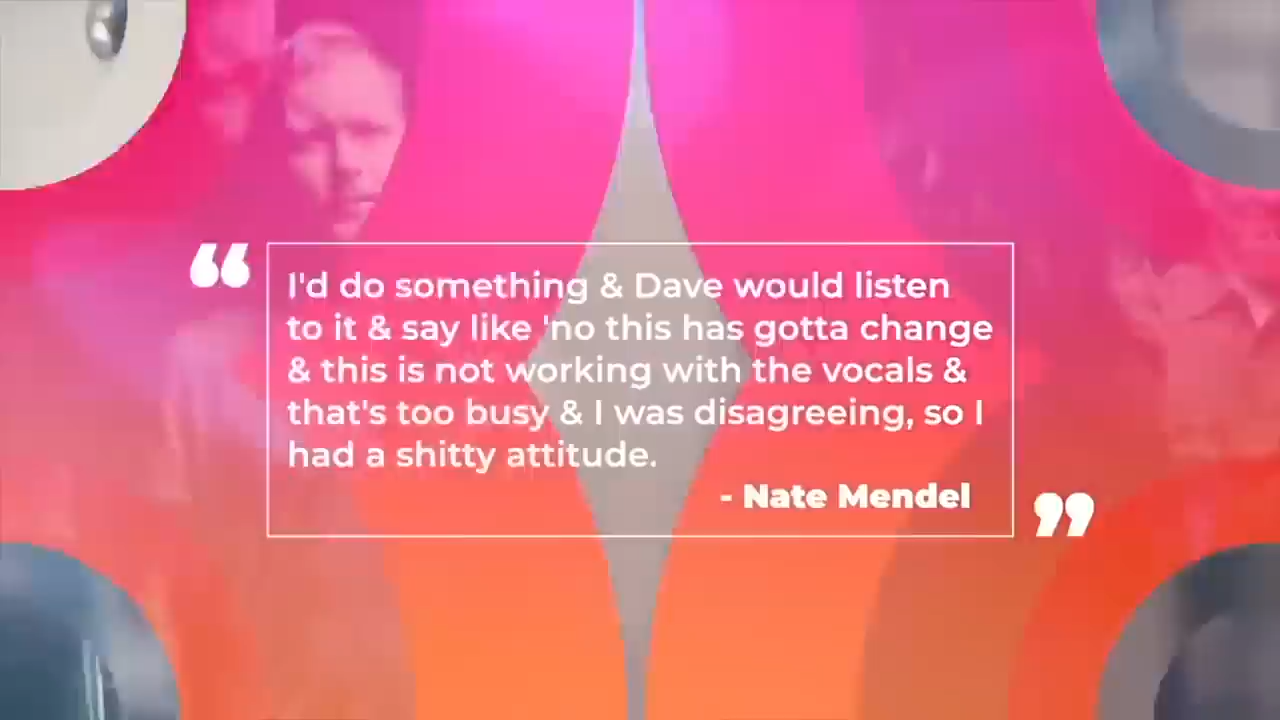 “
I'd do something & Dave would listen
to it & say like 'no this has gotta change
& this is not working with the vocals &
that's too busy & I was disagreeing, so I
had a shitty attitude.
- Nate Mendel
”